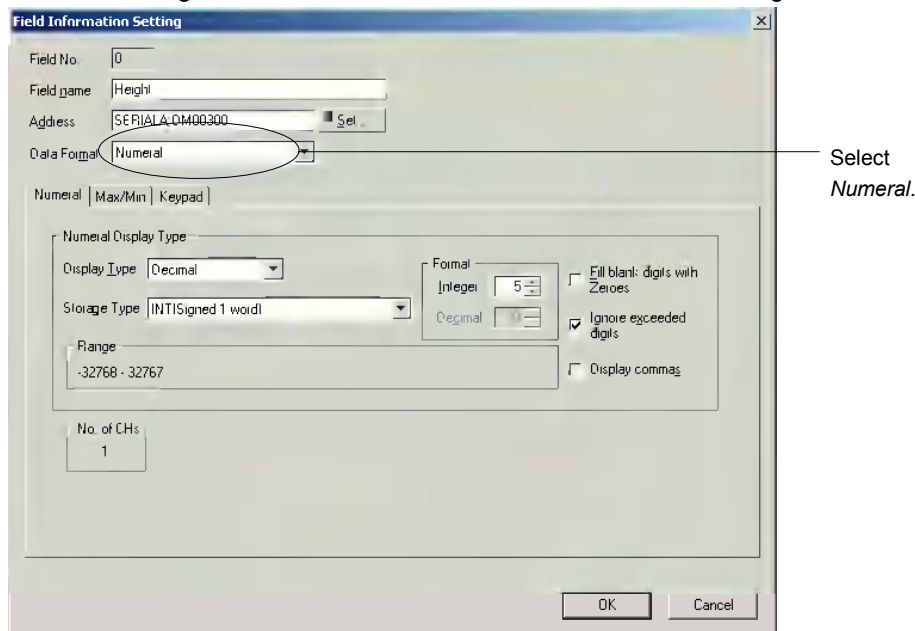 Field Information Setting
Field No. 0
Field name Height
Address SERIALA:DM00300 Set...
Data Format Numeral
Select
Numeral.
Numeral Max/Min Keypad
Numeral Display Type
Display Type Decimal
Storage Type INT(Signed 1 word)
Format
Integer 5
Decimal
Fill blank digits with
Zeroes
Ignore exceeded
digits
Display commas
Range
-32768 - 32767
No. of CHs
1
OK Cancel